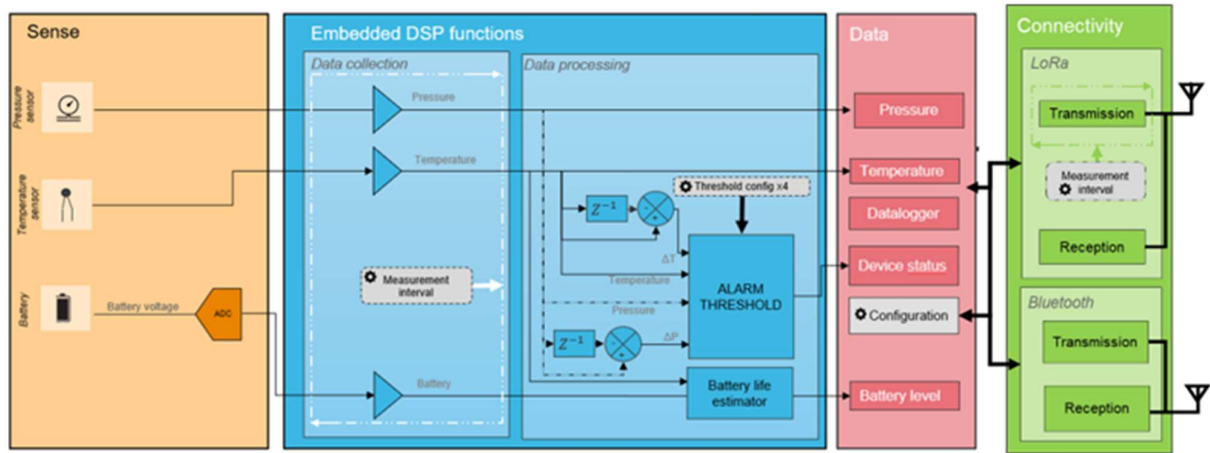 Sense
Pressure
sensor
Temperature
sensor
Battery
Battery voltage
ADC
Embedded DSP functions
Data collection
Pressure
Temperature
Measurement
interval
Battery
Data processing
Threshold config x4
Z⁻¹
-
+
ΔT
Temperature
Pressure
Z⁻¹
-
+
ΔP
ALARM
THRESHOLD
Battery life
estimator
Data
Pressure
Temperature
Datalogger
Device status
Configuration
Battery level
Connectivity
LoRa
Transmission
Measurement
interval
Reception
Bluetooth
Transmission
Reception